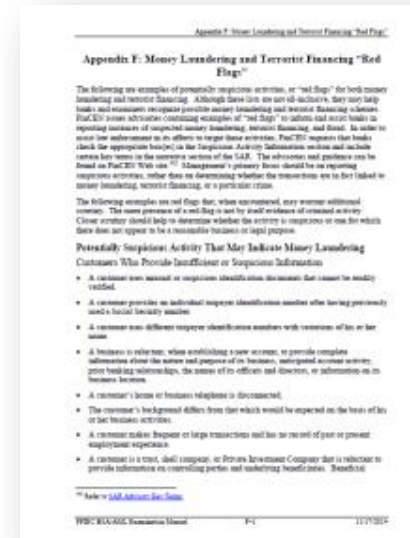 Appendix F: Money Laundering and Terrorist Financing "Red Flags"
Appendix F: Money Laundering and Terrorist Financing "Red
Flags"
The following are examples of potentially suspicious activities, or "red flags" for both money
laundering and terrorist financing. Although these lists are not all-inclusive, they may help
banks and examiners recognize possible money laundering and terrorist financing schemes.
FinCEN issues advisories containing examples of "red flags" to inform and assist banks in
reporting instances of suspected money laundering, terrorist financing, and fraud. In order to
assist law enforcement in its efforts to target these activities, FinCEN requests that banks
check the appropriate box(es) in the Suspicious Activity Information section and include
certain key terms in the narrative section of the SAR. The advisories and guidance can be
found on FinCEN Web site. Management's primary focus should be on reporting
suspicious activities, rather than on determining whether the transactions are in fact linked to
money laundering, terrorist financing, or a particular crime.
The following examples are red flags that, when encountered, may warrant additional
scrutiny. The mere presence of a red flag is not by itself evidence of criminal activity.
Closer scrutiny should help to determine whether the activity is suspicious or one for which
there does not appear to be a reasonable business or legal purpose.
Potentially Suspicious Activity That May Indicate Money Laundering
Customers Who Provide Insufficient or Suspicious Information
• A customer uses unusual or suspicious identification documents that cannot be readily
verified.
• A customer provides an individual taxpayer identification number after having previously
used a Social Security number.
• A customer uses different taxpayer identification numbers with variations of his or her
name.
• A business is reluctant, when establishing a new account, to provide complete
information about the nature and purpose of its business, anticipated account activity,
prior banking relationships, the names of its officers and directors, or information on its
business location.
• A customer's home or business telephone is disconnected.
• The customer's background differs from that which would be expected on the basis of his
or her business activities.
• A customer makes frequent or large transactions and has no record of past or present
employment experience.
• A customer is a trust, shell company, or Private Investment Company that is reluctant to
provide information on controlling parties and underlying beneficiaries. Beneficial
Refer to SAR Advisory Key Terms.
FFIEC BSA/AML Examination Manual F-1 11/17/2014